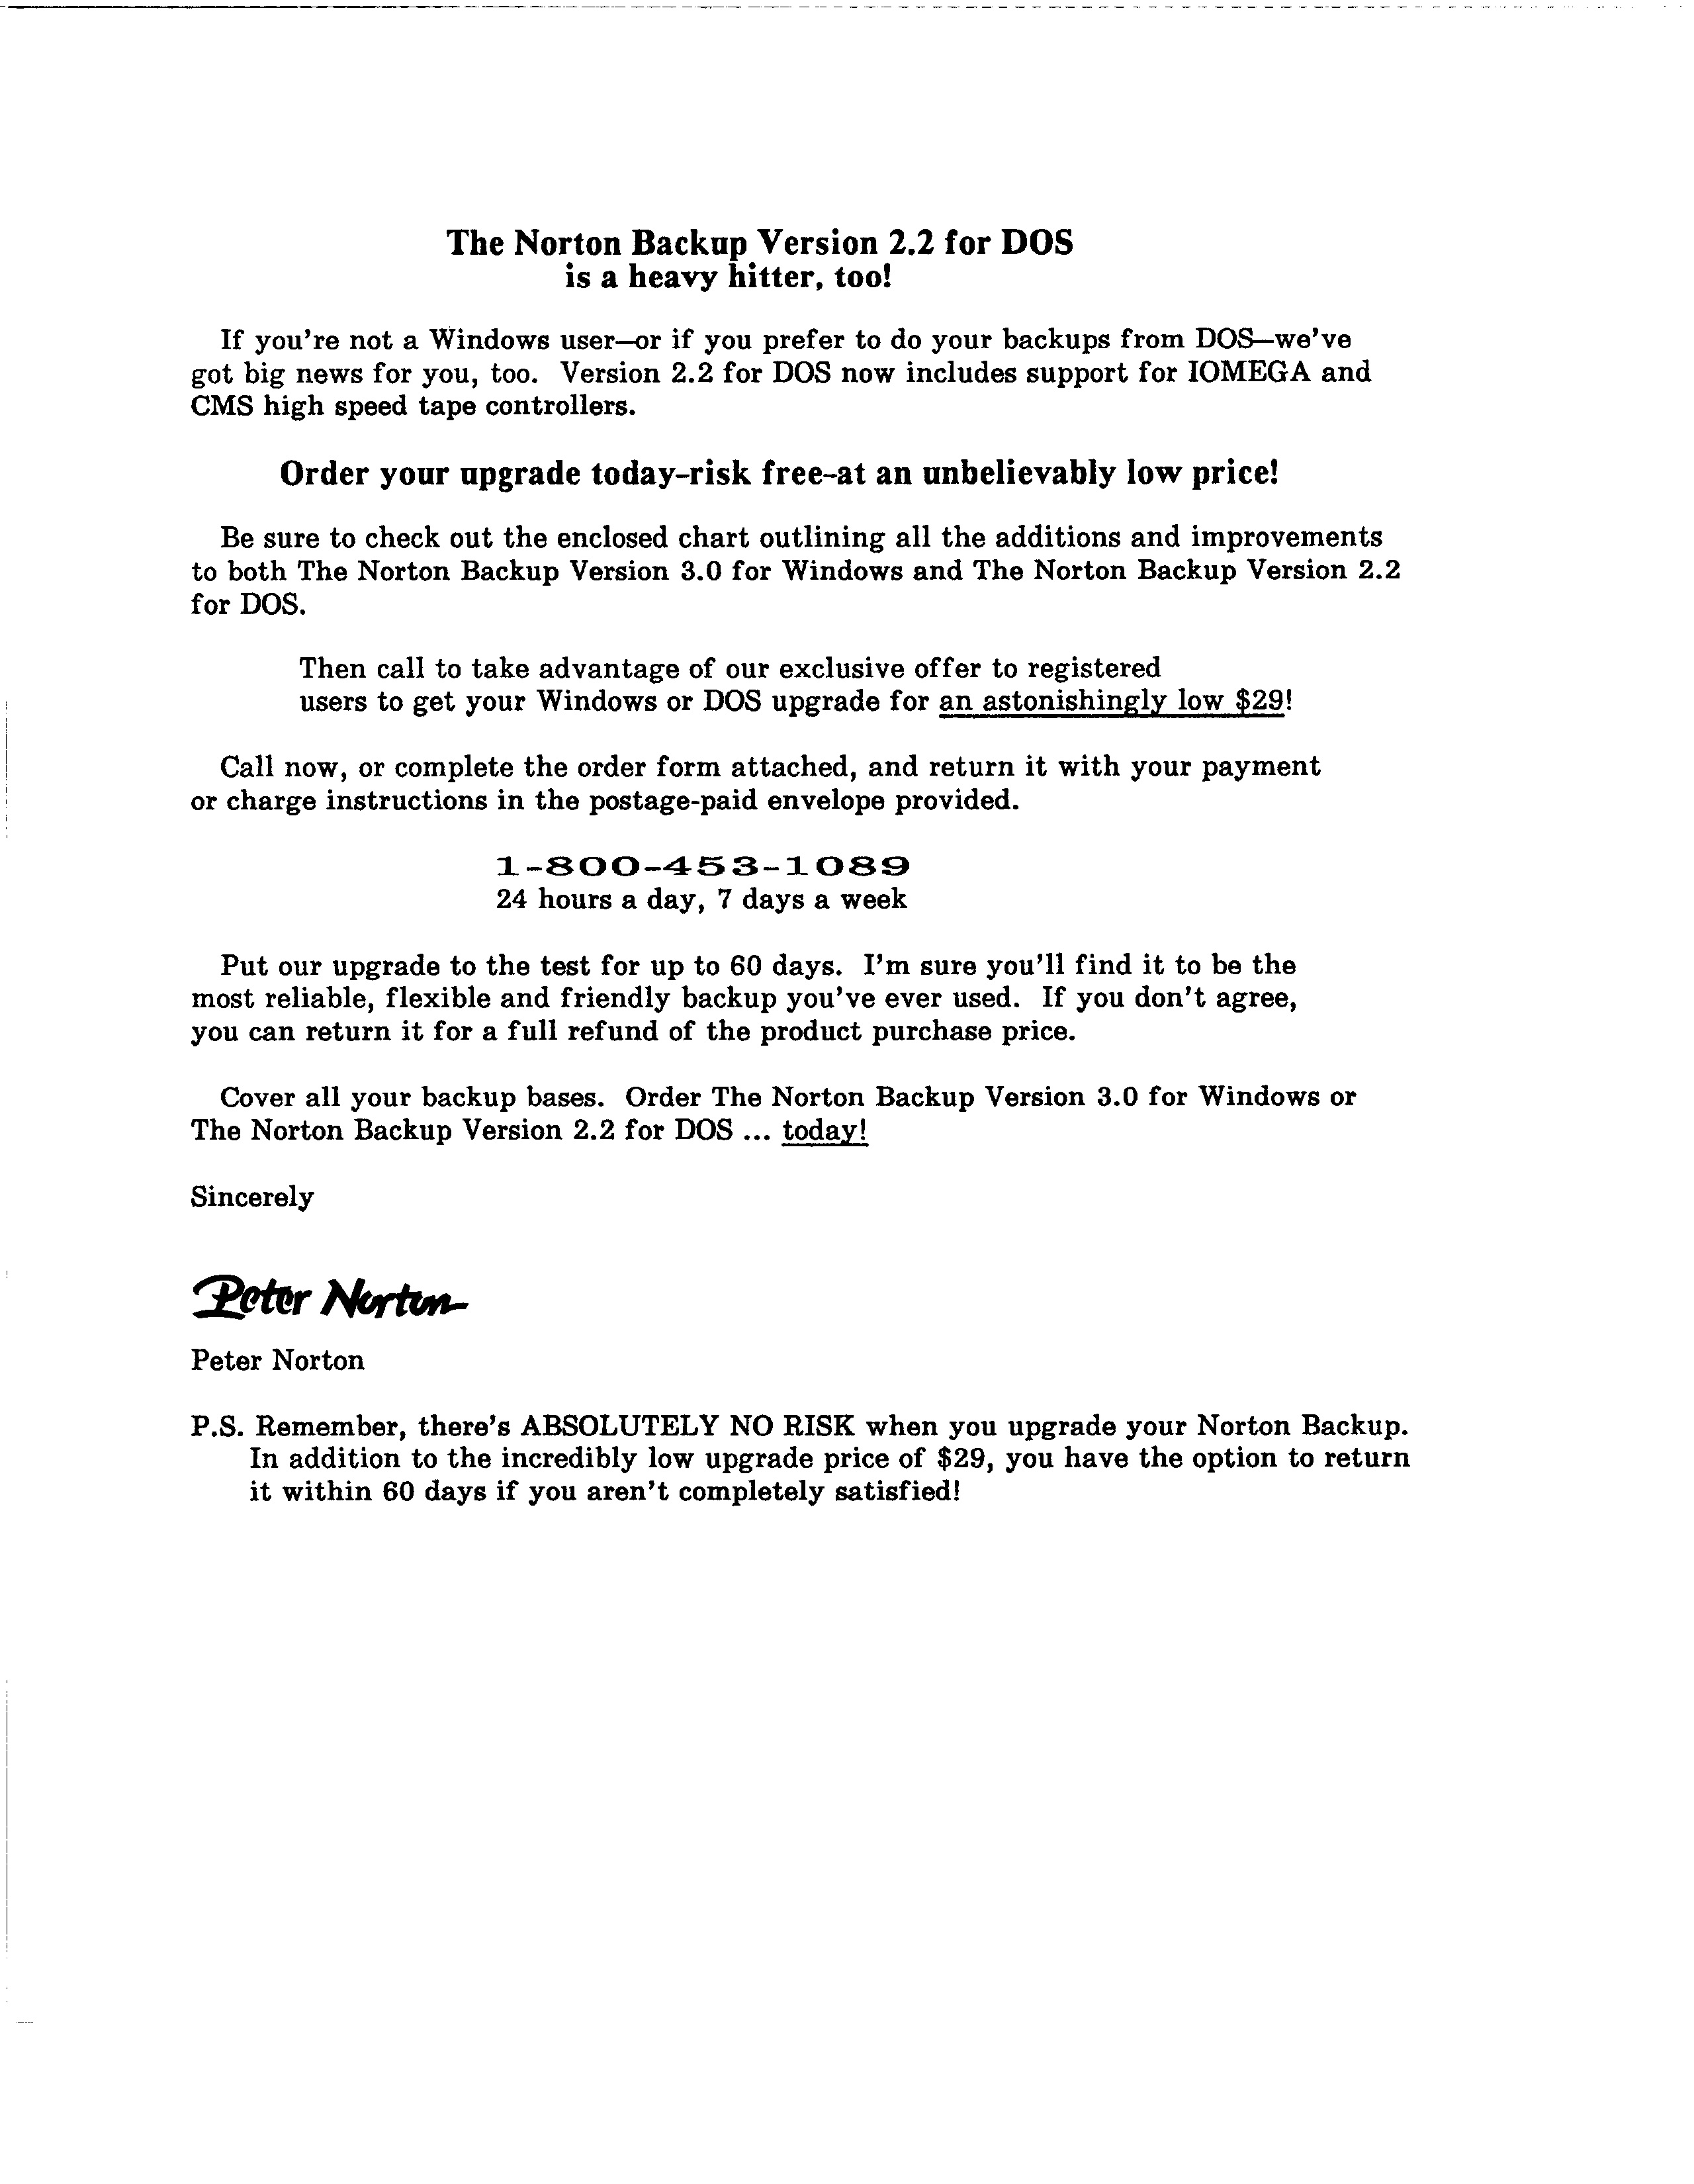 The Norton Backup Version 2.2 for DOS
is a heavy hitter, too!
If you're not a Windows user—or if you prefer to do your backups from DOS—we've
got big news for you, too. Version 2.2 for DOS now includes support for IOMEGA and
CMS high speed tape controllers.
Order your upgrade today–risk free–at an unbelievably low price!
Be sure to check out the enclosed chart outlining all the additions and improvements
to both The Norton Backup Version 3.0 for Windows and The Norton Backup Version 2.2
for DOS.
Then call to take advantage of our exclusive offer to registered
users to get your Windows or DOS upgrade for an astonishingly low $29!
Call now, or complete the order form attached, and return it with your payment
or charge instructions in the postage-paid envelope provided.
1-800-453-1089
24 hours a day, 7 days a week
Put our upgrade to the test for up to 60 days. I'm sure you'll find it to be the
most reliable, flexible and friendly backup you've ever used. If you don't agree,
you can return it for a full refund of the product purchase price.
Cover all your backup bases. Order The Norton Backup Version 3.0 for Windows or
The Norton Backup Version 2.2 for DOS ... today!
Sincerely
Peter Norton
Peter Norton
P.S. Remember, there's ABSOLUTELY NO RISK when you upgrade your Norton Backup.
In addition to the incredibly low upgrade price of $29, you have the option to return
it within 60 days if you aren't completely satisfied!